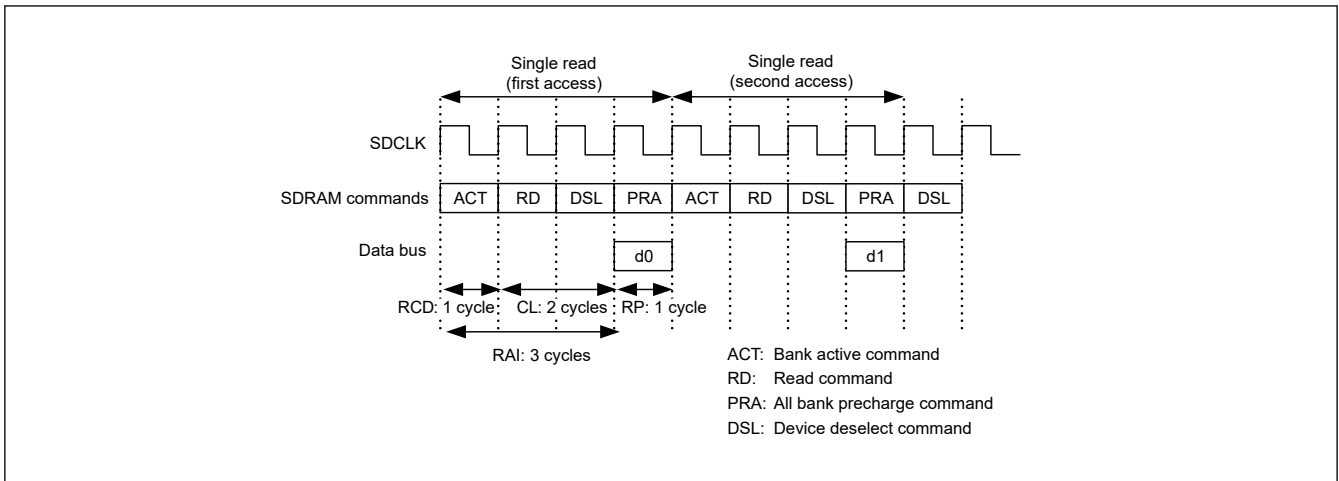 Single read
(first access)
Single read
(second access)
SDCLK
SDRAM commands
ACT RD DSL PRA ACT RD DSL PRA DSL
Data bus
d0 d1
RCD: 1 cycle CL: 2 cycles RP: 1 cycle
RAI: 3 cycles
ACT: Bank active command
RD: Read command
PRA: All bank precharge command
DSL: Device deselect command